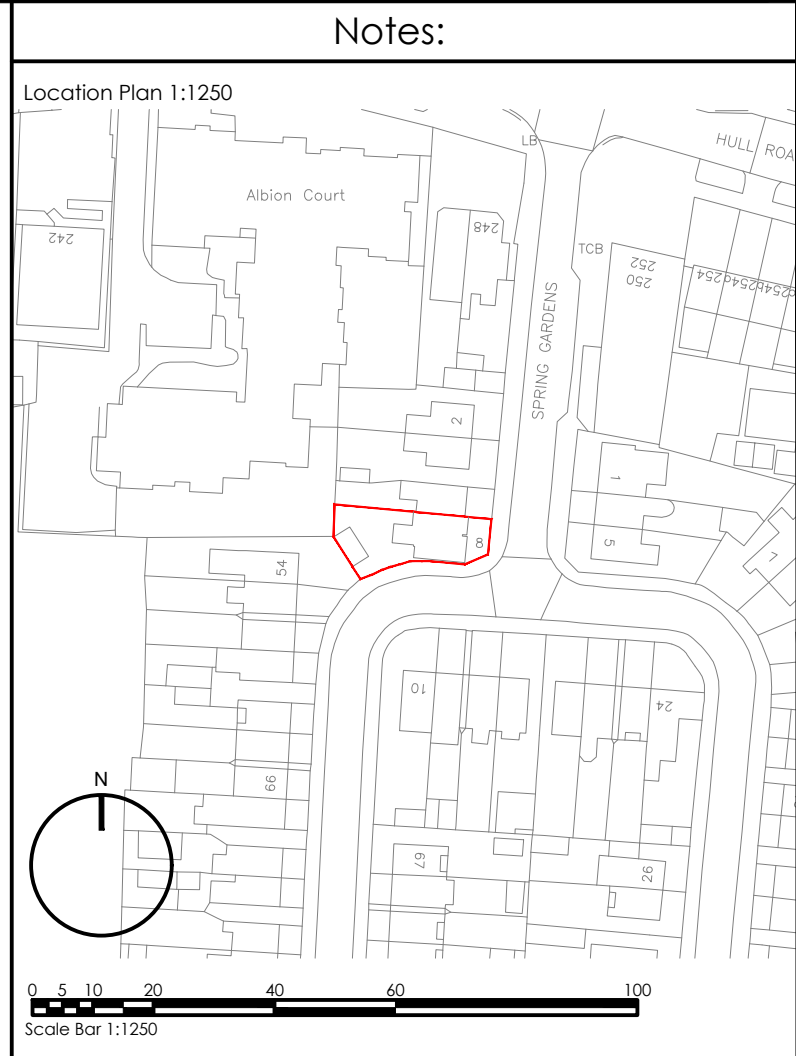 Notes:
Location Plan 1:1250
LB
HULL ROA
Albion Court
242
248
TCB
252
250
254
254a
254b
SPRING GARDENS
2
1
8
5
7
54
10
24
66
N
67
26
0 5 10 20 40 60 100
Scale Bar 1:1250